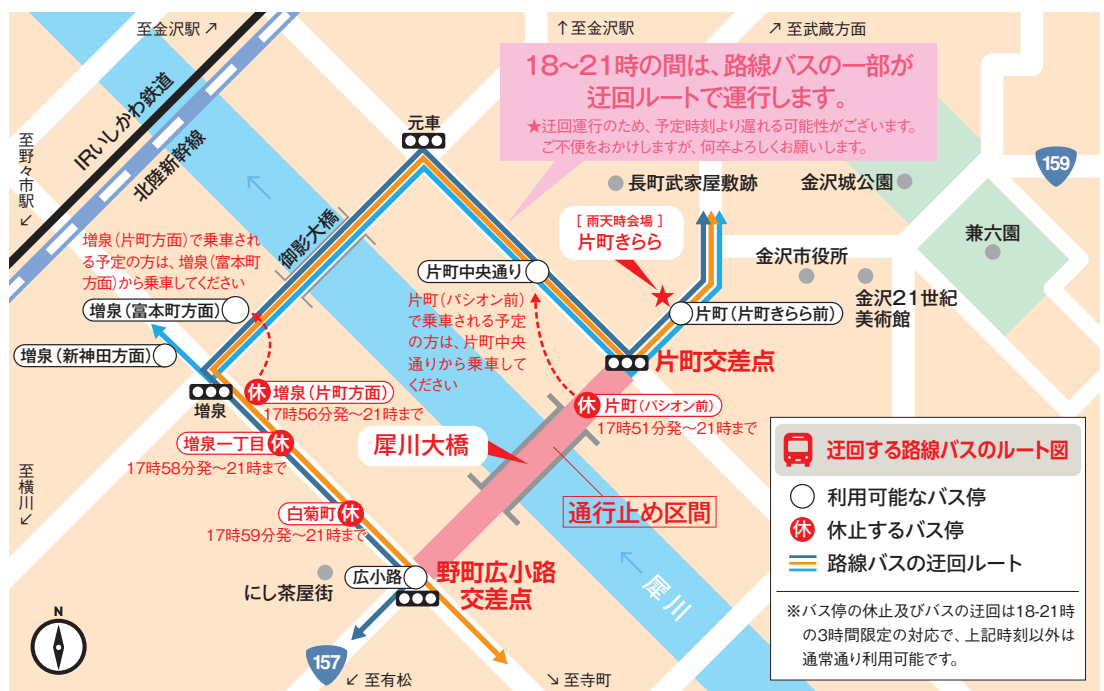 至金沢駅↗
↑至金沢駅
↗至武蔵方面
18〜21時の間は、路線バスの一部が
迂回ルートで運行します。
★迂回運行のため、予定時刻より遅れる可能性がございます。
ご不便をおかけしますが、何卒よろしくお願いします。
IRいしかわ鉄道
北陸新幹線
至野々市駅↙
元車
御影大橋
長町武家屋敷跡
金沢城公園
159
兼六園
[ 雨天時会場 ]
片町きらら
金沢市役所
金沢21世紀
美術館
増泉(片町方面)で乗車され
る予定の方は、増泉(富本町
方面)から乗車してください
増泉(富本町方面)
増泉(新神田方面)
片町中央通り
片町(パシオン前)
で乗車される予定
の方は、片町中央
通りから乗車して
ください
片町(片町きらら前)
片町交差点
増泉
休 増泉(片町方面)
17時56分発〜21時まで
休 片町(パシオン前)
17時51分発〜21時まで
増泉一丁目 休
17時58分発〜21時まで
犀川大橋
通行止め区間
白菊町 休
17時59分発〜21時まで
至横川↙
広小路
野町広小路
交差点
にし茶屋街
犀川
N
157
↙至有松
↘至寺町
迂回する路線バスのルート図
利用可能なバス停
休 休止するバス停
路線バスの迂回ルート
※バス停の休止及びバスの迂回は18-21時
の3時間限定の対応で、上記時刻以外は
通常通り利用可能です。